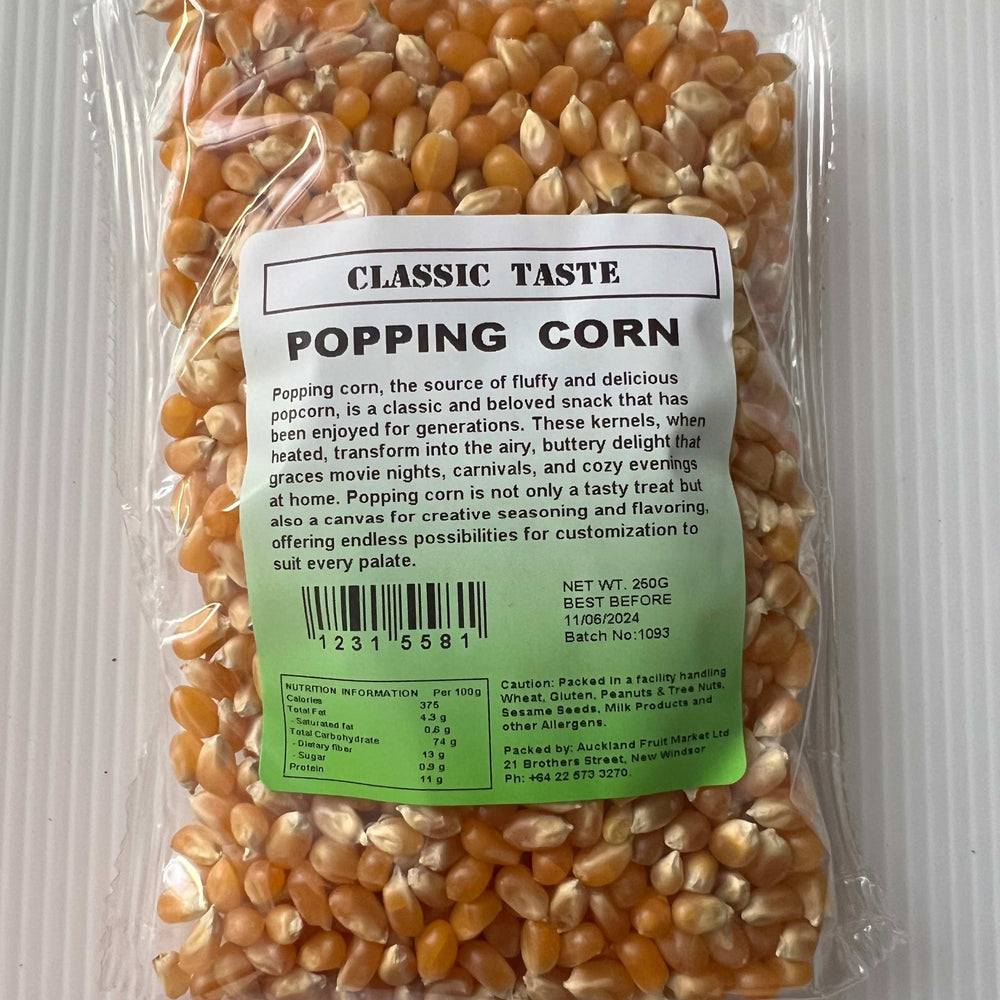 CLASSIC TASTE
POPPING CORN
Popping corn, the source of fluffy and delicious
popcorn, is a classic and beloved snack that has
been enjoyed for generations. These kernels, when
heated, transform into the airy, buttery delight that
graces movie nights, carnivals, and cozy evenings
at home. Popping corn is not only a tasty treat but
also a canvas for creative seasoning and flavoring,
offering endless possibilities for customization to
suit every palate.
1231 5581
NET WT. 250G
BEST BEFORE
11/06/2024
Batch No:1093
NUTRITION INFORMATION Per 100g
Calories 375
Total Fat 4.3 g
- Saturated fat 0.6 g
Total Carbohydrate 74 g
- Dietary fiber 13 g
- Sugar 0.9 g
Protein 11 g
Caution: Packed in a facility handling
Wheat, Gluten, Peanuts & Tree Nuts,
Sesame Seeds, Milk Products and
other Allergens.
Packed by: Auckland Fruit Market Ltd
21 Brothers Street, New Windsor
Ph: +64 22 573 3270.